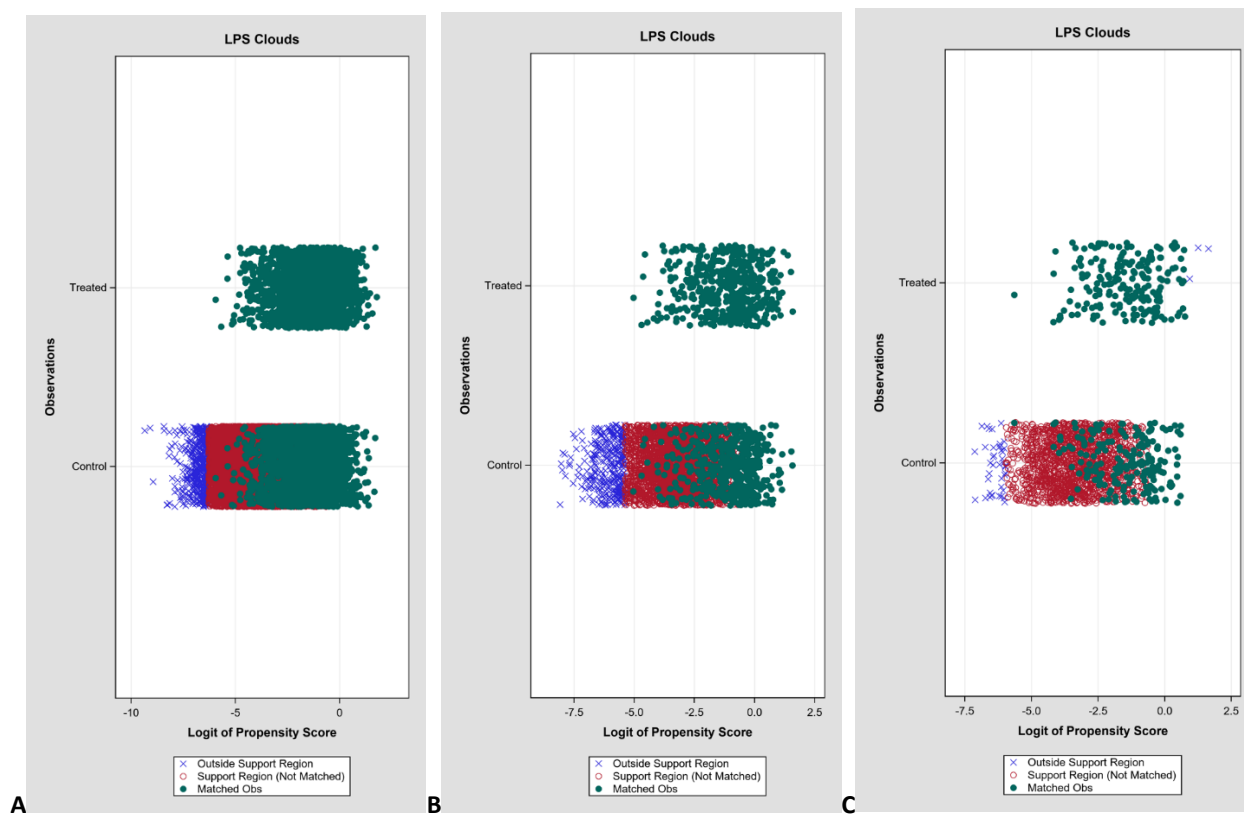 LPS Clouds
Treated
Control
Observations
-10 -5 0
Logit of Propensity Score
Outside Support Region
Support Region (Not Matched)
Matched Obs
A
LPS Clouds
Treated
Control
Observations
-7.5 -5.0 -2.5 0.0 2.5
Logit of Propensity Score
Outside Support Region
Support Region (Not Matched)
Matched Obs
B
LPS Clouds
Treated
Control
Observations
-7.5 -5.0 -2.5 0.0 2.5
Logit of Propensity Score
Outside Support Region
Support Region (Not Matched)
Matched Obs
C